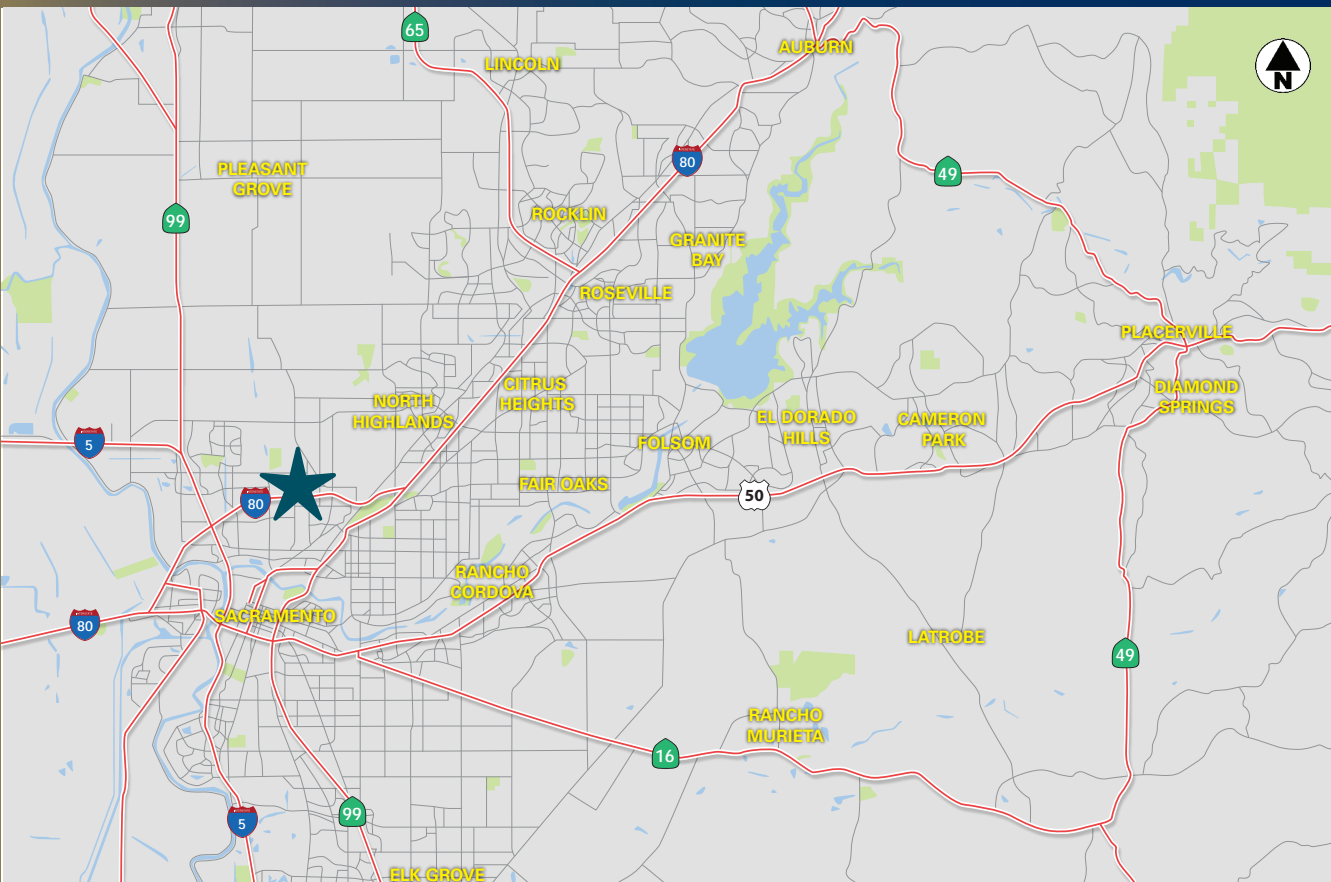 65
AUBURN
LINCOLN
N
80
PLEASANT
GROVE
49
99
ROCKLIN
GRANITE
BAY
ROSEVILLE
PLACERVILLE
CITRUS
HEIGHTS
DIAMOND
SPRINGS
NORTH
HIGHLANDS
EL DORADO
HILLS
CAMERON
PARK
5
FOLSOM
FAIR OAKS
80
50
RANCHO
CORDOVA
SACRAMENTO
80
LATROBE
49
RANCHO
MURIETA
16
99
5
ELK GROVE